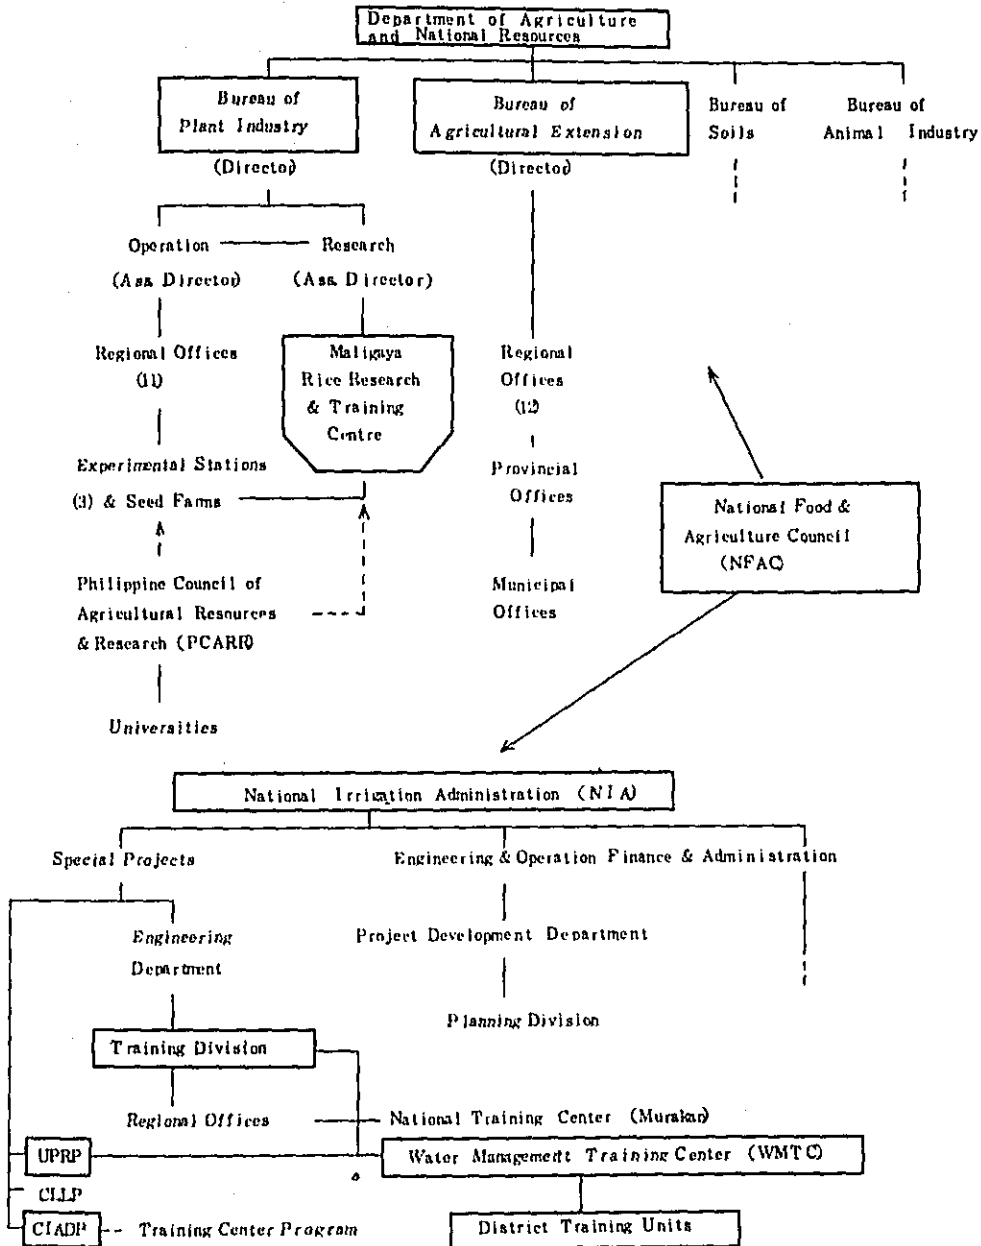 Department of Agriculture
and National Resources
Bureau of
Plant Industry
Bureau of
Agricultural Extension
Bureau of
Soils
Bureau of
Animal Industry
(Director)
(Director)
Operation
Research
(Ass. Director)
(Ass. Director)
Regional Offices
(11)
Maligaya
Rice Research
& Training
Centre
Regional
Offices
(12)
Experimental Stations
(3) & Seed Farms
Provincial
Offices
National Food &
Agriculture Council
(NFAC)
Philippine Council of
Agricultural Resources
& Research (PCARR)
Municipal
Offices
Universities
National Irrigation Administration (NIA)
Special Projects
Engineering & Operation Finance & Administration
Engineering
Department
Project Development Department
Planning Division
Training Division
Regional Offices
National Training Center (Murakar)
UPRP
Water Management Training Center (WMTC)
CLLP
CIADP
Training Center Program
District Training Units